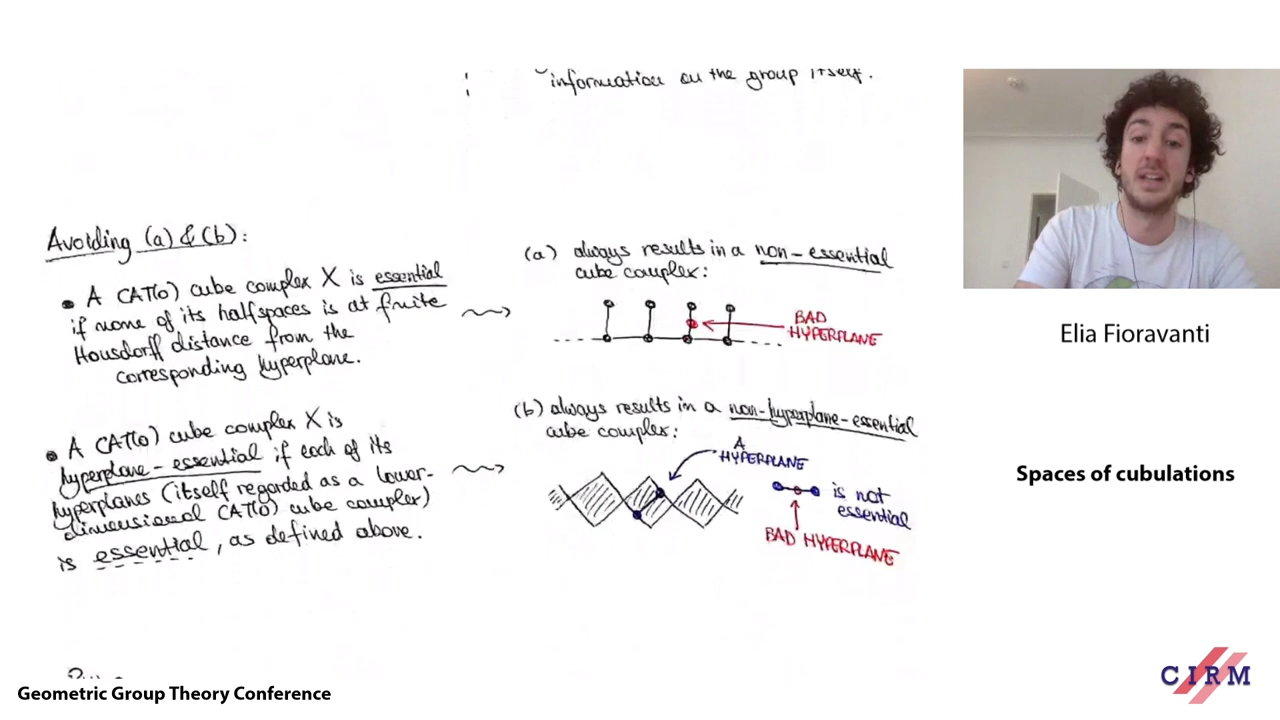 information on the group itself.
Avoiding (a) & (b):
• A CAT(0) cube complex X is essential
if none of its halfspaces is at finite
Housdorff distance from the
corresponding hyperplane.
(a) always results in a non-essential
cube complex:
BAD
HYPERPLANE
• A CAT(0) cube complex X is
hyperplane-essential if each of its
hyperplanes (itself regarded as a lower-
dimensional CAT(0) cube complex)
is essential, as defined above.
(b) always results in a non-hyperplane-essential
cube complex:
A
HYPERPLANE
is not
essential
BAD HYPERPLANE
Elia Fioravanti
Spaces of cubulations
Geometric Group Theory Conference
CIRM